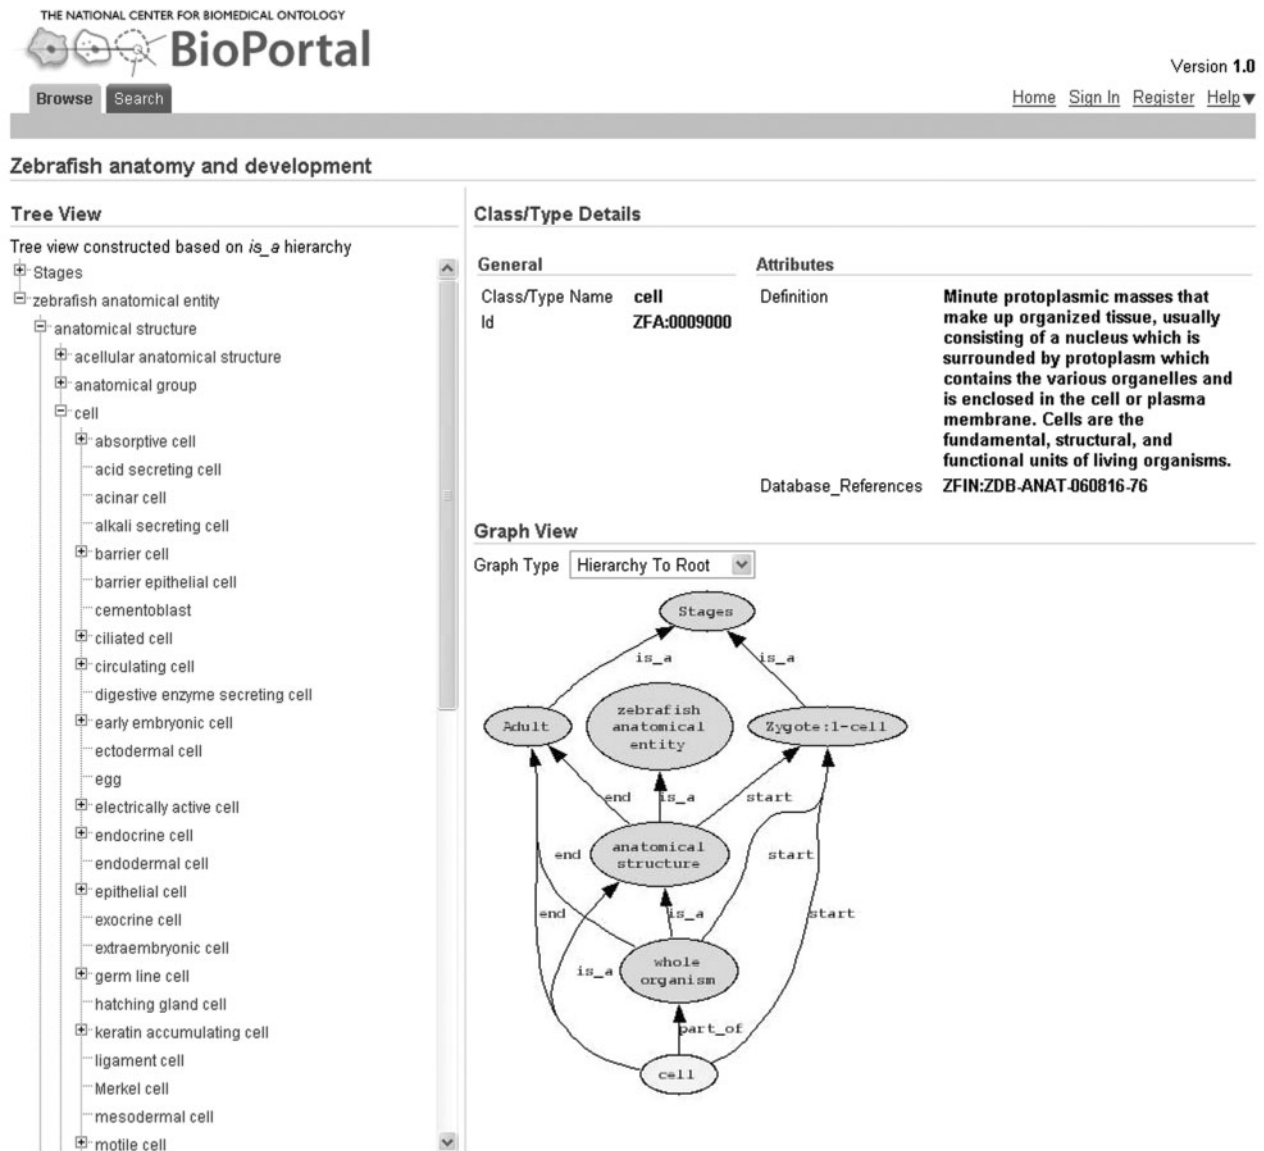 THE NATIONAL CENTER FOR BIOMEDICAL ONTOLOGY
BioPortal
Version 1.0
Browse Search
Home Sign In Register Help▼
Zebrafish anatomy and development
Tree View
Tree view constructed based on is_a hierarchy
Stages
zebrafish anatomical entity
anatomical structure
acellular anatomical structure
anatomical group
cell
absorptive cell
acid secreting cell
acinar cell
alkali secreting cell
barrier cell
barrier epithelial cell
cementoblast
ciliated cell
circulating cell
digestive enzyme secreting cell
early embryonic cell
ectodermal cell
egg
electrically active cell
endocrine cell
endodermal cell
epithelial cell
exocrine cell
extraembryonic cell
germ line cell
hatching gland cell
keratin accumulating cell
ligament cell
Merkel cell
mesodermal cell
motile cell
Class/Type Details
General
Class/Type Name cell
Id ZFA:0009000
Attributes
Definition Minute protoplasmic masses that
make up organized tissue, usually
consisting of a nucleus which is
surrounded by protoplasm which
contains the various organelles and
is enclosed in the cell or plasma
membrane. Cells are the
fundamental, structural, and
functional units of living organisms.
Database_References ZFIN:ZDB-ANAT-060816-76
Graph View
Graph Type Hierarchy To Root
Stages
is_a is_a
Adult
zebrafish
anatomical
entity
Zygote:1-cell
end is_a start
end
anatomical
structure
start
end is_a start
is_a
whole
organism
part_of
cell